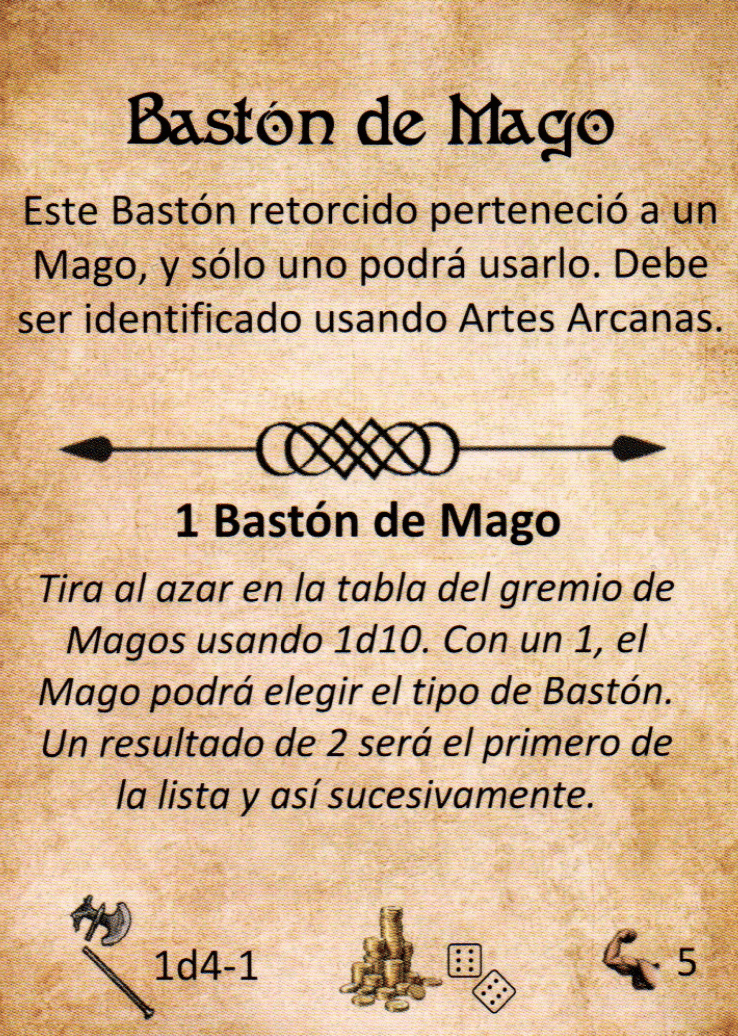 Bastón de Mago
Este Bastón retorcido perteneció a un
Mago, y sólo uno podrá usarlo. Debe
ser identificado usando Artes Arcanas.
1 Bastón de Mago
Tira al azar en la tabla del gremio de
Magos usando 1d10. Con un 1, el
Mago podrá elegir el tipo de Bastón.
Un resultado de 2 será el primero de
la lista y así sucesivamente.
1d4-1
5